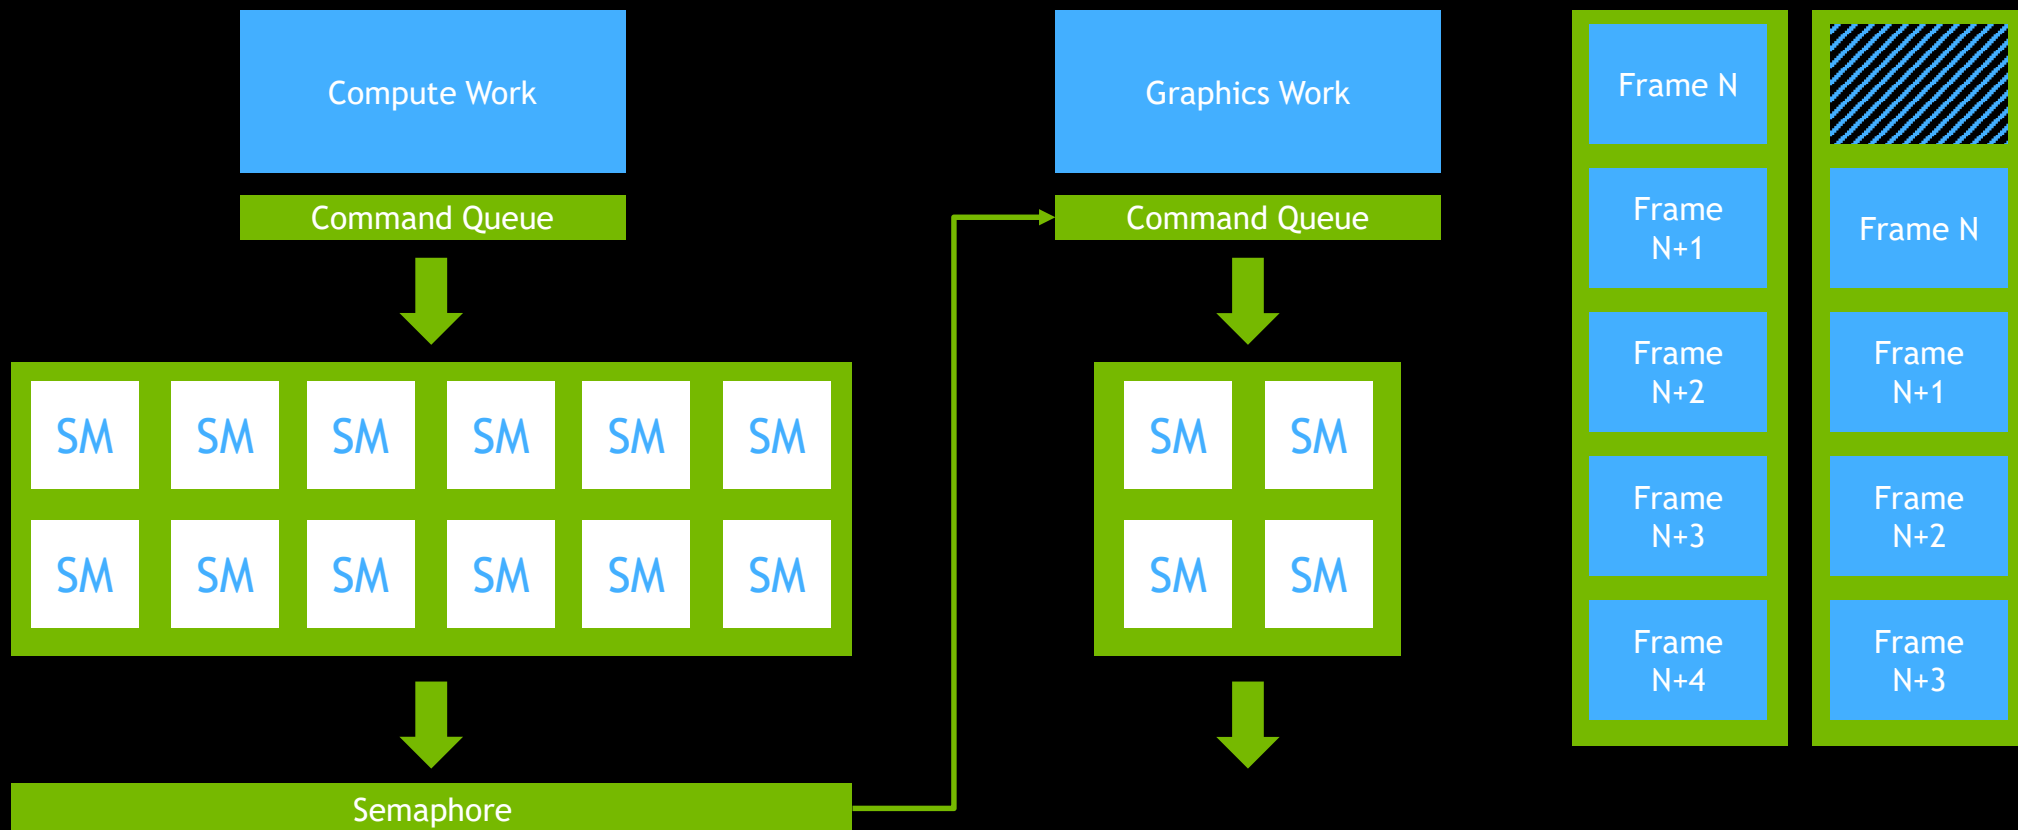 Compute Work
Command Queue
SM SM SM SM SM SM
SM SM SM SM SM SM
Semaphore
Graphics Work
Command Queue
SM SM
SM SM
Frame N
Frame
N+1
Frame
N+2
Frame
N+3
Frame
N+4
Frame N
Frame
N+1
Frame
N+2
Frame
N+3